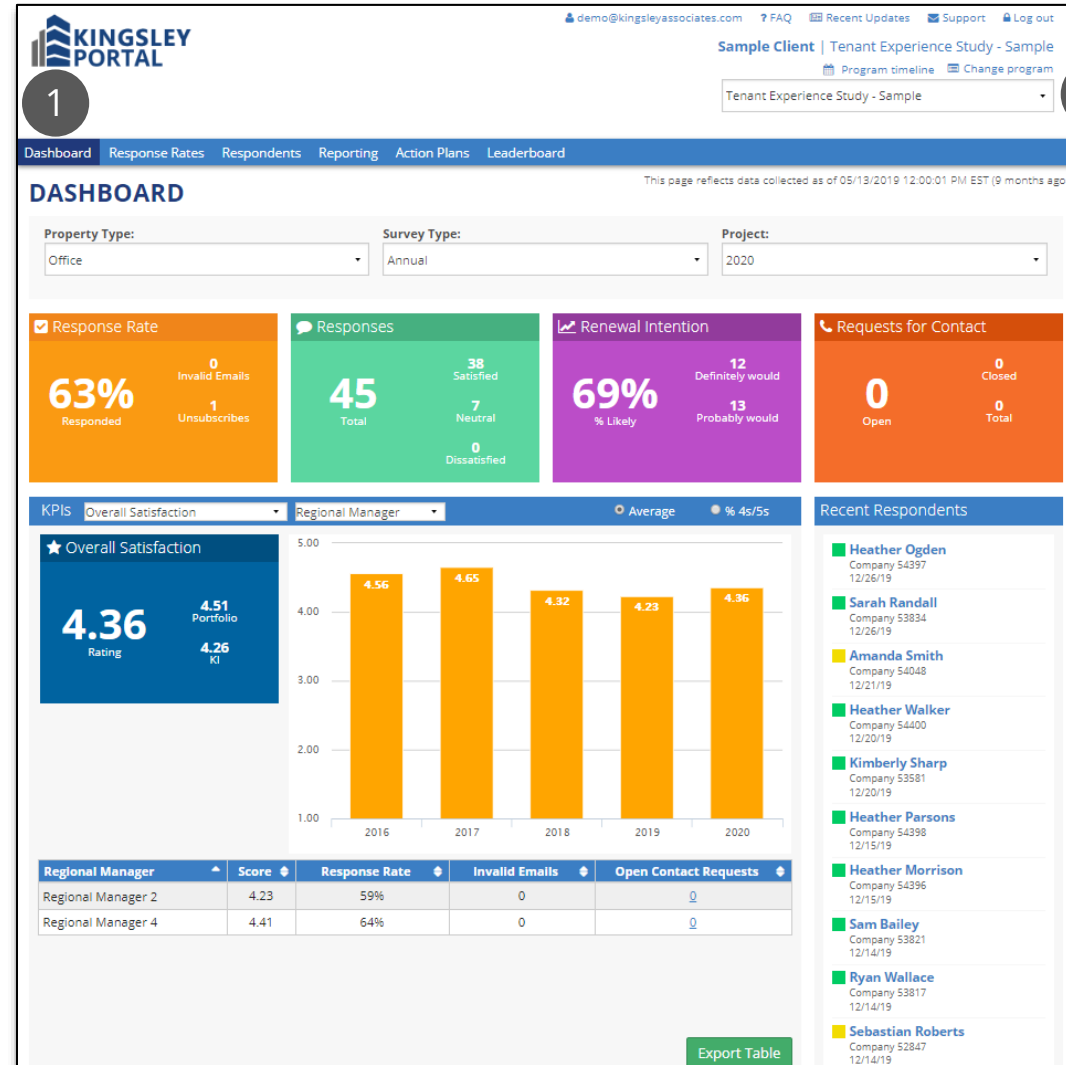 demo@kingsleyassociates.com ? FAQ Recent Updates Support Log out
KINGSLEY
PORTAL
Sample Client | Tenant Experience Study - Sample
Program timeline Change program
1
Tenant Experience Study - Sample
Dashboard Response Rates Respondents Reporting Action Plans Leaderboard
DASHBOARD
This page reflects data collected as of 05/13/2019 12:00:01 PM EST (9 months ago
Property Type: Survey Type: Project:
Office Annual 2020
Response Rate
63%
Responded
0
Invalid Emails
1
Unsubscribes
Responses
45
Total
38
Satisfied
7
Neutral
0
Dissatisfied
Renewal Intention
69%
% Likely
12
Definitely would
13
Probably would
Requests for Contact
0
Open
0
Closed
0
Total
KPIs Overall Satisfaction Regional Manager Average % 4s/5s
Overall Satisfaction
4.36
Rating
4.51
Portfolio
4.26
KI
5.00
4.00
3.00
2.00
1.00
4.56 4.65 4.32 4.23 4.36
2016 2017 2018 2019 2020
Regional Manager Score Response Rate Invalid Emails Open Contact Requests
Regional Manager 2 4.23 59% 0 0
Regional Manager 4 4.41 64% 0 0
Export Table
Recent Respondents
Heather Ogden
Company 54397
12/26/19
Sarah Randall
Company 53834
12/26/19
Amanda Smith
Company 54048
12/21/19
Heather Walker
Company 54400
12/20/19
Kimberly Sharp
Company 53581
12/20/19
Heather Parsons
Company 54398
12/15/19
Heather Morrison
Company 54396
12/15/19
Sam Bailey
Company 53821
12/14/19
Ryan Wallace
Company 53817
12/14/19
Sebastian Roberts
Company 52847
12/14/19